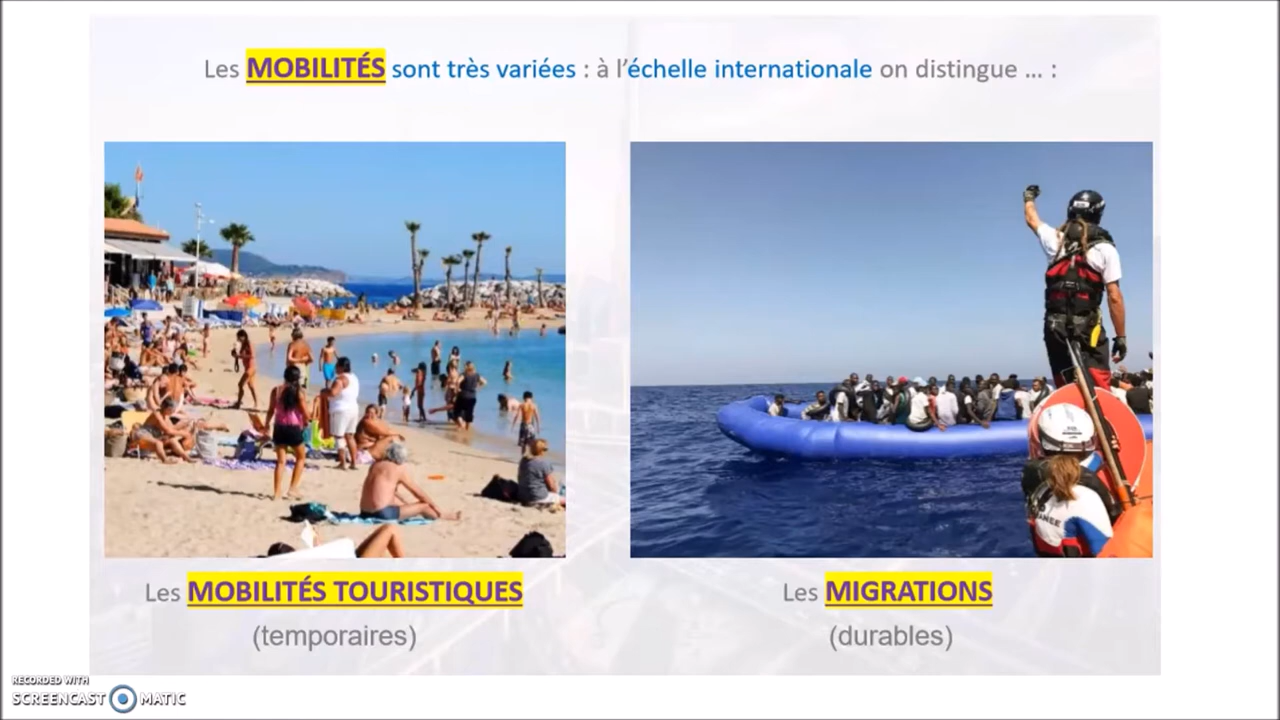 Les MOBILITÉS sont très variées : à l'échelle internationale on distingue ... :
Les MOBILITÉS TOURISTIQUES
(temporaires)
Les MIGRATIONS
(durables)
RECORDED WITH
SCREENCAST MATIC